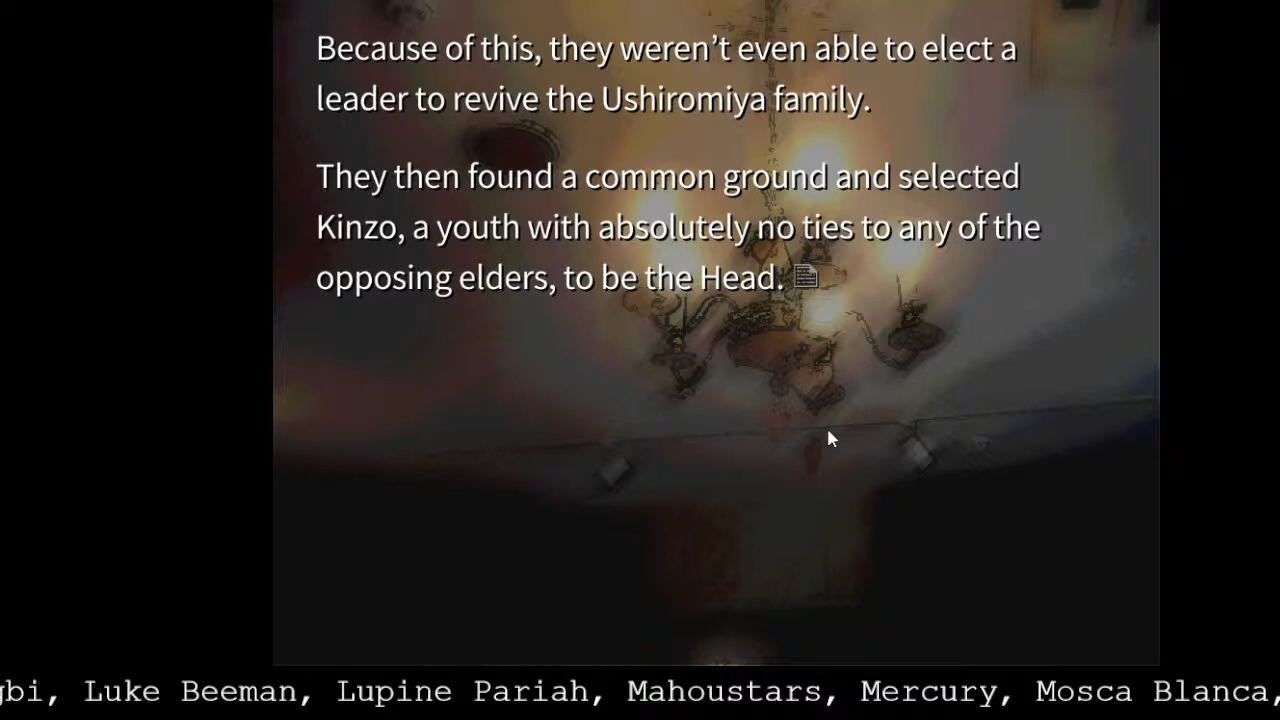 Because of this, they weren’t even able to elect a
leader to revive the Ushiromiya family.
They then found a common ground and selected
Kinzo, a youth with absolutely no ties to any of the
opposing elders, to be the Head.
Luke Beeman, Lupine Pariah, Mahoustars, Mercury, Mosca Blanca,